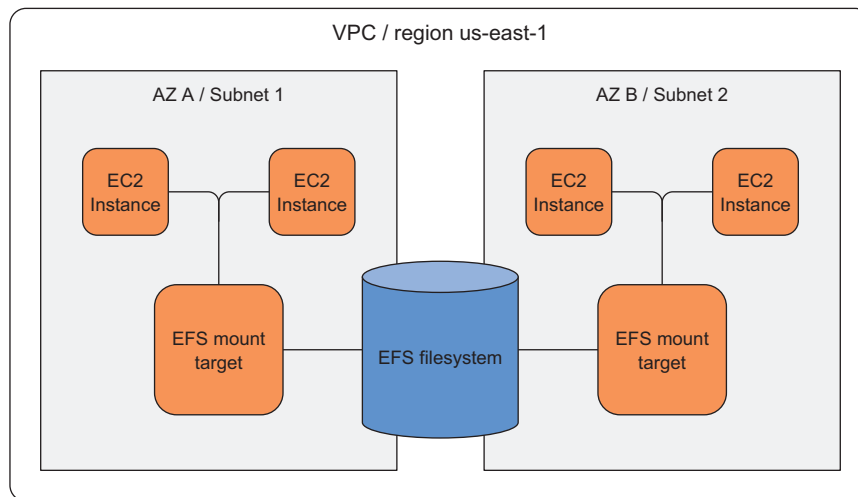 VPC / region us-east-1
AZ A / Subnet 1
AZ B / Subnet 2
EC2
Instance
EC2
Instance
EC2
Instance
EC2
Instance
EFS mount
target
EFS filesystem
EFS mount
target